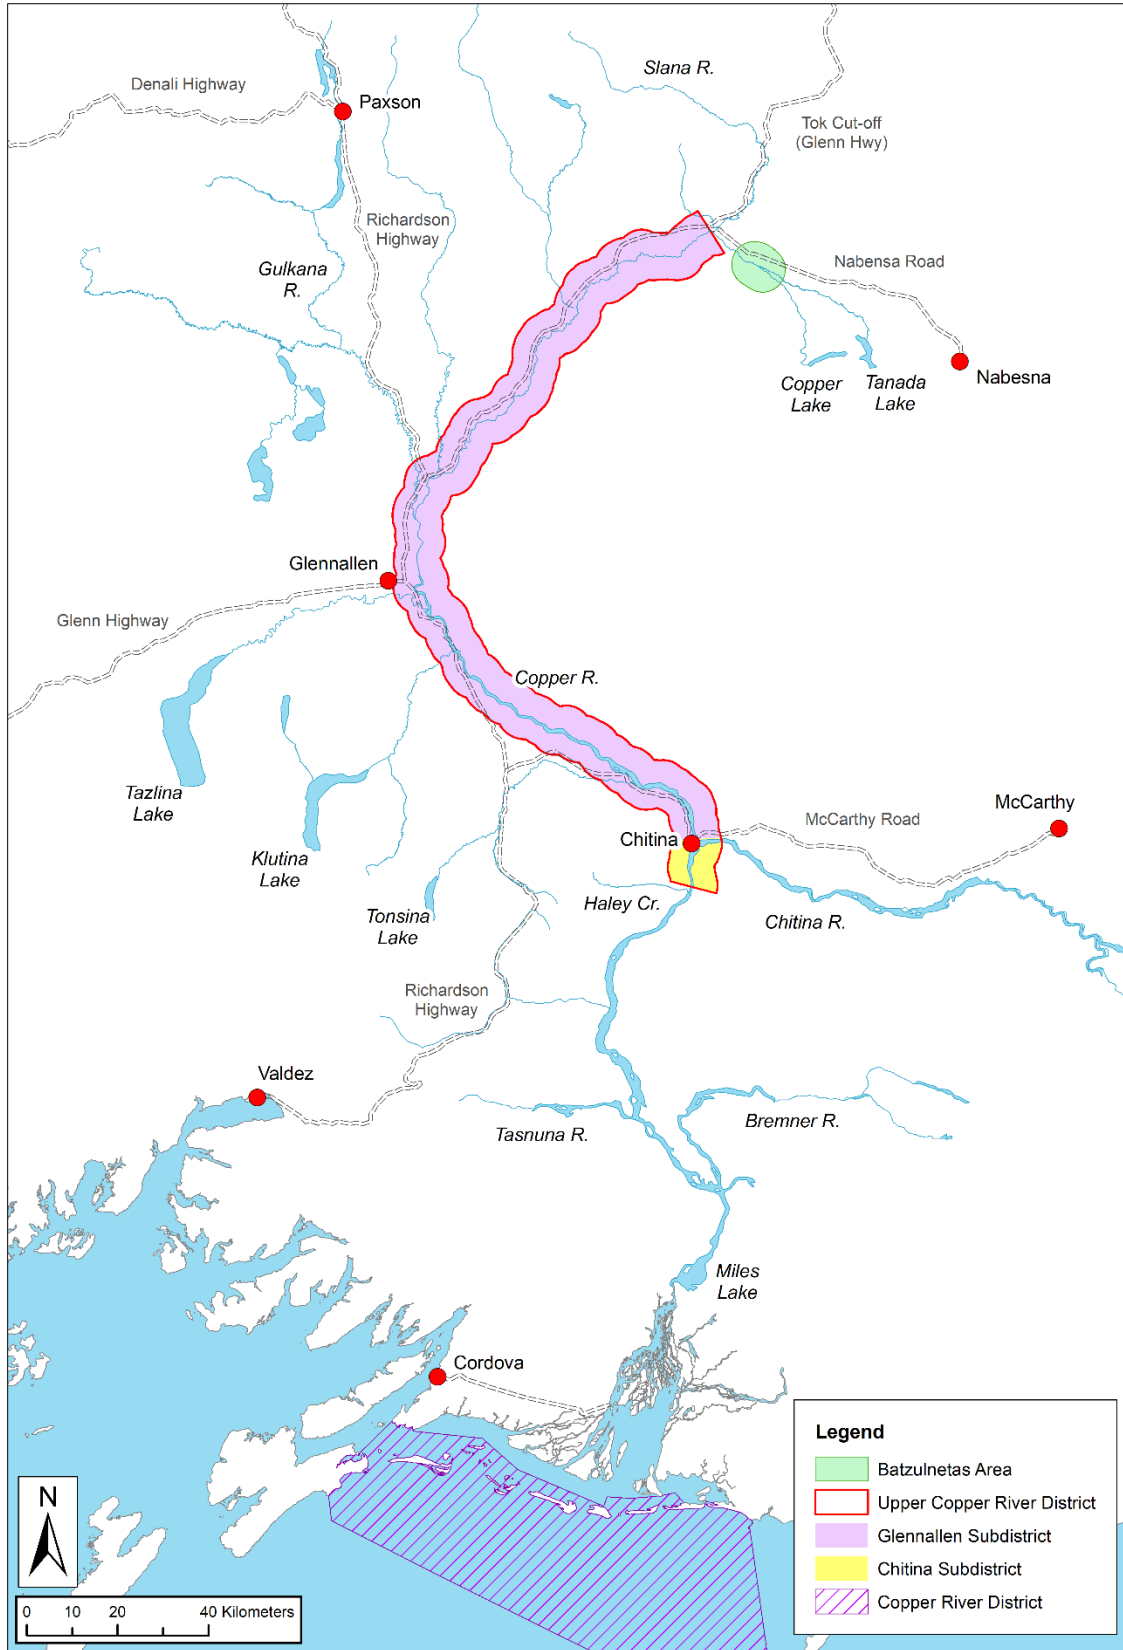 Slana R.
Denali Highway
Paxson
Tok Cut-off
(Glenn Hwy)
Richardson
Highway
Gulkana
R.
Nabensa Road
Copper
Lake
Tanada
Lake
Nabesna
Glennallen
Glenn Highway
Copper R.
Tazlina
Lake
McCarthy
McCarthy Road
Chitina
Klutina
Lake
Tonsina
Lake
Haley Cr.
Chitina R.
Richardson
Highway
Valdez
Tasnuna R.
Bremner R.
Miles
Lake
Cordova
Legend
Batzulnetas Area
Upper Copper River District
Glennallen Subdistrict
Chitina Subdistrict
Copper River District
N
0 10 20 40 Kilometers